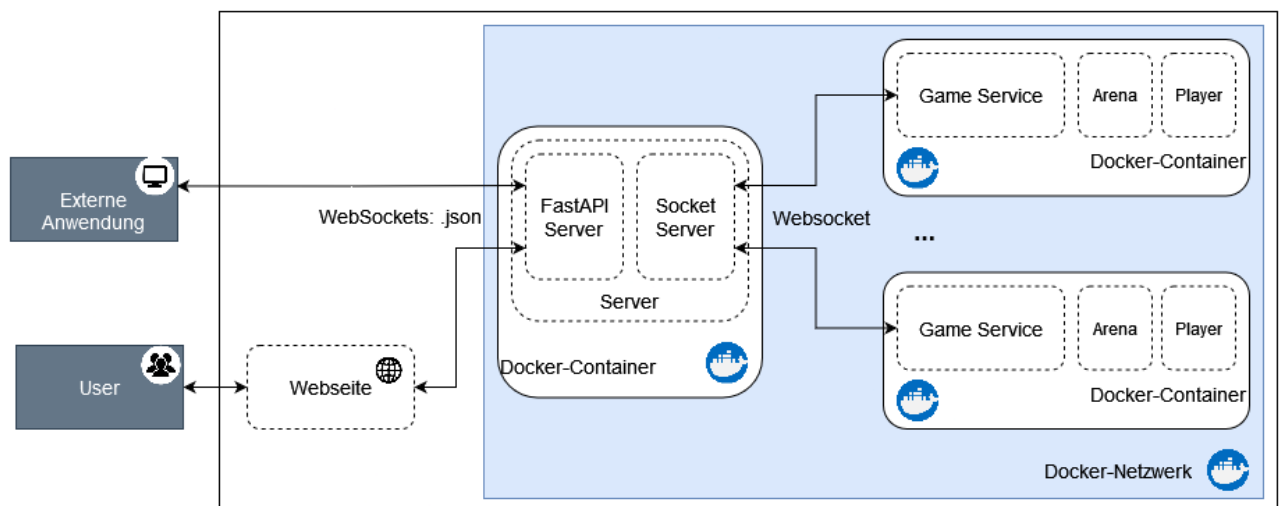 Game Service
Arena
Player
Docker-Container
Externe
Anwendung
WebSockets: .json
FastAPI
Server
Socket
Server
Server
Docker-Container
Websocket
...
User
Webseite
Game Service
Arena
Player
Docker-Container
Docker-Netzwerk